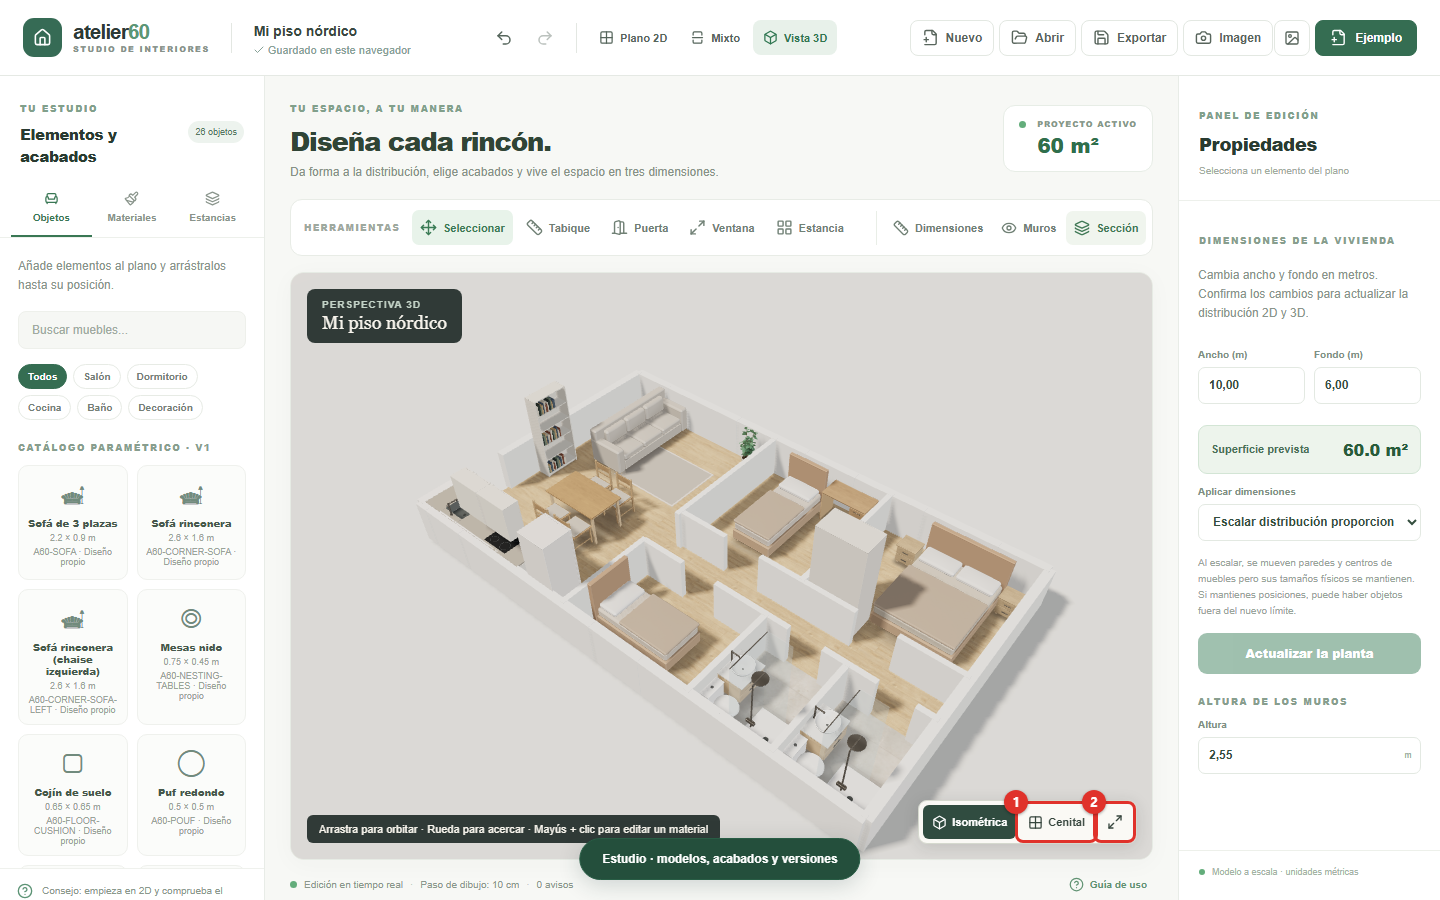 atelier60
STUDIO DE INTERIORES
Mi piso nórdico
Guardado en este navegador
Plano 2D
Mixto
Vista 3D
Nuevo
Abrir
Exportar
Imagen
Ejemplo
TU ESTUDIO
Elementos y
acabados
26 objetos
Objetos
Materiales
Estancias
Añade elementos al plano y arrástralos
hasta su posición.
Buscar muebles...
Todos
Salón
Dormitorio
Cocina
Baño
Decoración
CATÁLOGO PARAMÉTRICO · V1
Sofá de 3 plazas
2.2 × 0.9 m
A60-SOFA · Diseño
propio
Sofá rinconera
2.6 × 1.6 m
A60-CORNER-SOFA ·
Diseño propio
Sofá rinconera
(chaise
izquierda)
2.6 × 1.6 m
A60-CORNER-SOFA-
LEFT · Diseño propio
Mesas nido
0.75 × 0.45 m
A60-NESTING-
TABLES · Diseño
propio
Cojín de suelo
0.65 × 0.65 m
A60-FLOOR-
CUSHION · Diseño
propio
Puf redondo
0.5 × 0.5 m
A60-POUF · Diseño
propio
Consejo: empieza en 2D y comprueba el
TU ESPACIO, A TU MANERA
Diseña cada rincón.
Da forma a la distribución, elige acabados y vive el espacio en tres dimensiones.
PROYECTO ACTIVO
60 m²
HERRAMIENTAS
Seleccionar
Tabique
Puerta
Ventana
Estancia
Dimensiones
Muros
Sección
PERSPECTIVA 3D
Mi piso nórdico
Arrastra para orbitar · Rueda para acercar · Mayús + clic para editar un material
1
2
Isométrica
Cenital
Estudio · modelos, acabados y versiones
Edición en tiempo real · Paso de dibujo: 10 cm · 0 avisos
Guía de uso
PANEL DE EDICIÓN
Propiedades
Selecciona un elemento del plano
DIMENSIONES DE LA VIVIENDA
Cambia ancho y fondo en metros.
Confirma los cambios para actualizar la
distribución 2D y 3D.
Ancho (m)
Fondo (m)
10,00
6,00
Superficie prevista
60.0 m²
Aplicar dimensiones
Escalar distribución proporcion
Al escalar, se mueven paredes y centros de
muebles pero sus tamaños físicos se mantienen.
Si mantienes posiciones, puede haber objetos
fuera del nuevo límite.
Actualizar la planta
ALTURA DE LOS MUROS
Altura
2,55
m
Modelo a escala · unidades métricas